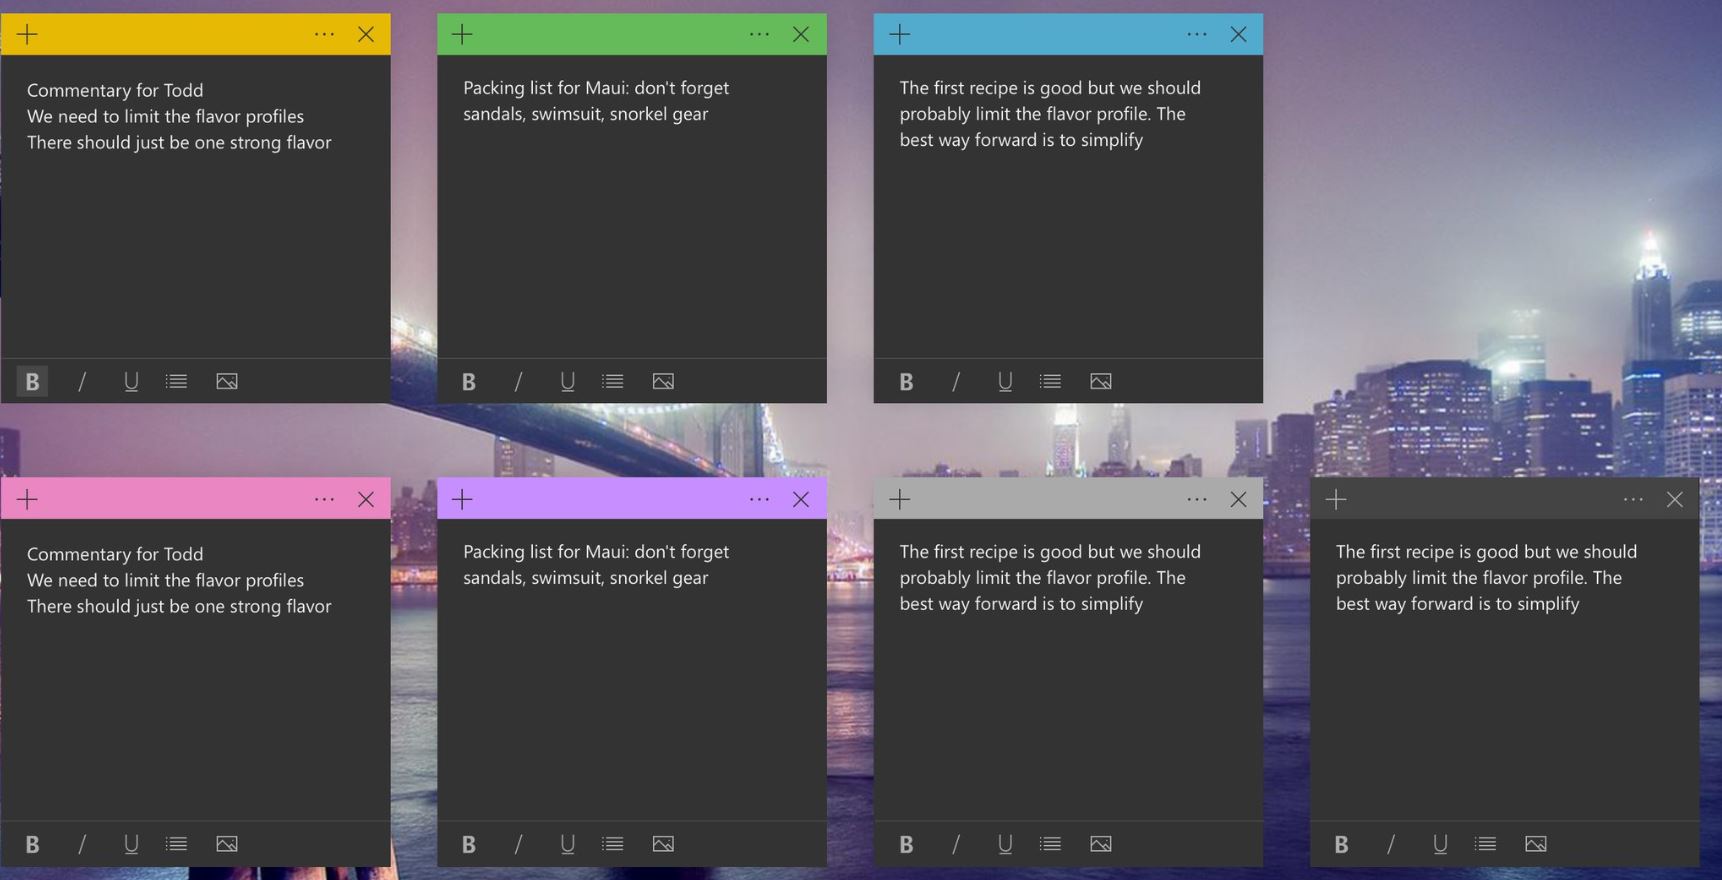 Commentary for Todd
We need to limit the flavor profiles
There should just be one strong flavor
B / U
Packing list for Maui: don't forget
sandals, swimsuit, snorkel gear
B / U
The first recipe is good but we should
probably limit the flavor profile. The
best way forward is to simplify
B / U
Commentary for Todd
We need to limit the flavor profiles
There should just be one strong flavor
B / U
Packing list for Maui: don't forget
sandals, swimsuit, snorkel gear
B / U
The first recipe is good but we should
probably limit the flavor profile. The
best way forward is to simplify
B / U
The first recipe is good but we should
probably limit the flavor profile. The
best way forward is to simplify
B / U